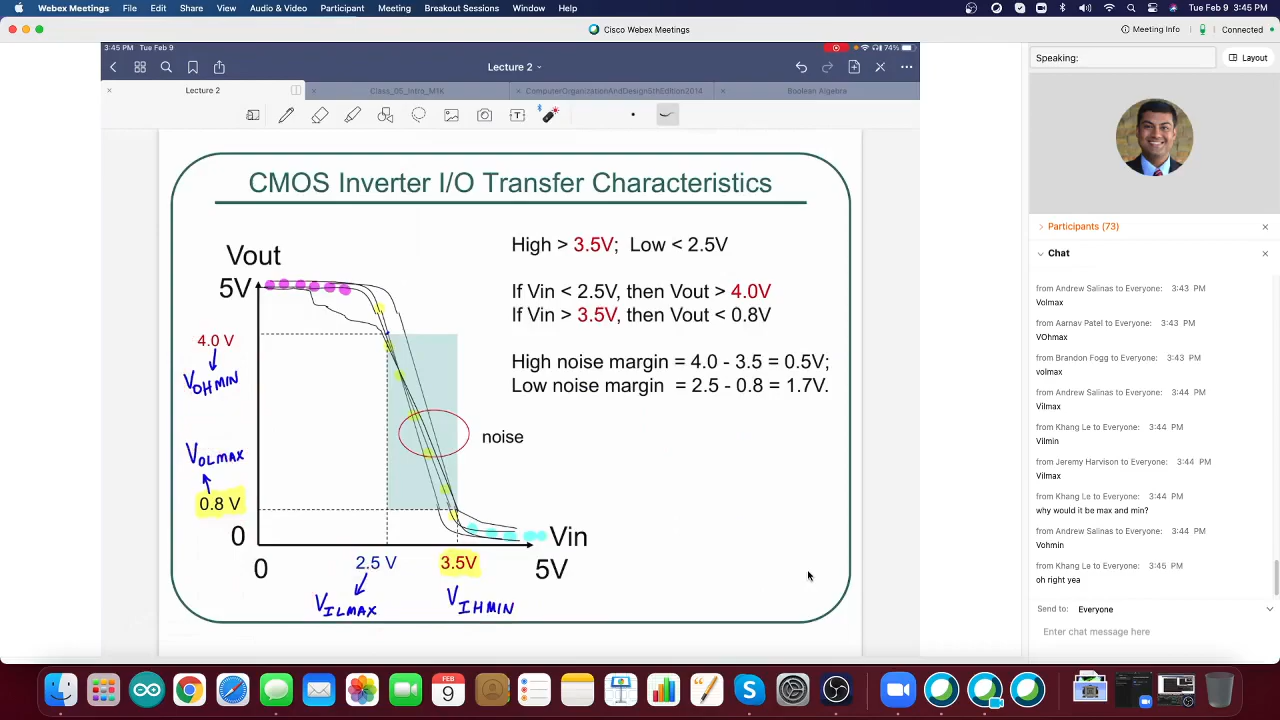 Webex Meetings File Edit Share View Audio & Video Participant Meeting Breakout Sessions Window Help Tue Feb 9 3:45 PM
Cisco Webex Meetings
Meeting Info Connected
3:45 PM Tue Feb 9
74%
Lecture 2
Lecture 2
Class_05_Intra_M1K
ComputerOrganizationAndDesign5thEdition2014
Boolean Algebra
CMOS Inverter I/O Transfer Characteristics
High > 3.5V; Low < 2.5V
If Vin < 2.5V, then Vout > 4.0V
If Vin > 3.5V, then Vout < 0.8V
High noise margin = 4.0 - 3.5 = 0.5V;
Low noise margin = 2.5 - 0.8 = 1.7V.
Vout
5V
4.0 V
VOHMIN
noise
VOLMAX
0.8 V
0
Vin
0
2.5 V
3.5V
5V
VILMAX
VIHMIN
Speaking:
Layout
Participants (73)
Chat
from Andrew Salinas to Everyone: 3:43 PM
Volmax
from Aarnav Patel to Everyone: 3:43 PM
VOhmax
from Brandon Fogg to Everyone: 3:43 PM
volmax
from Andrew Salinas to Everyone: 3:44 PM
Vilmax
from Khang Le to Everyone: 3:44 PM
Vilmin
from Jeremy Harvison to Everyone: 3:44 PM
Vilmax
from Khang Le to Everyone: 3:44 PM
why would it be max and min?
from Andrew Salinas to Everyone: 3:44 PM
Vohmin
from Khang Le to Everyone: 3:45 PM
oh right yea
Send to: Everyone
Enter chat message here
FEB
9